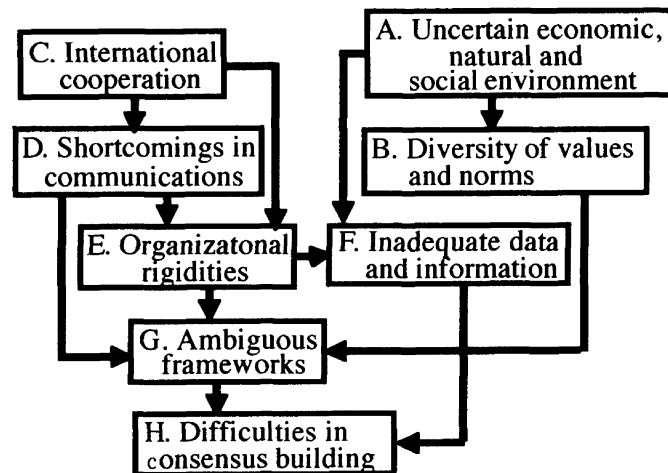 A. Uncertain economic,
natural and
social environment
C. International
cooperation
D. Shortcomings in
communications
B. Diversity of values
and norms
E. Organizatonal
rigidities
F. Inadequate data
and information
G. Ambiguous
frameworks
H. Difficulties in
consensus building